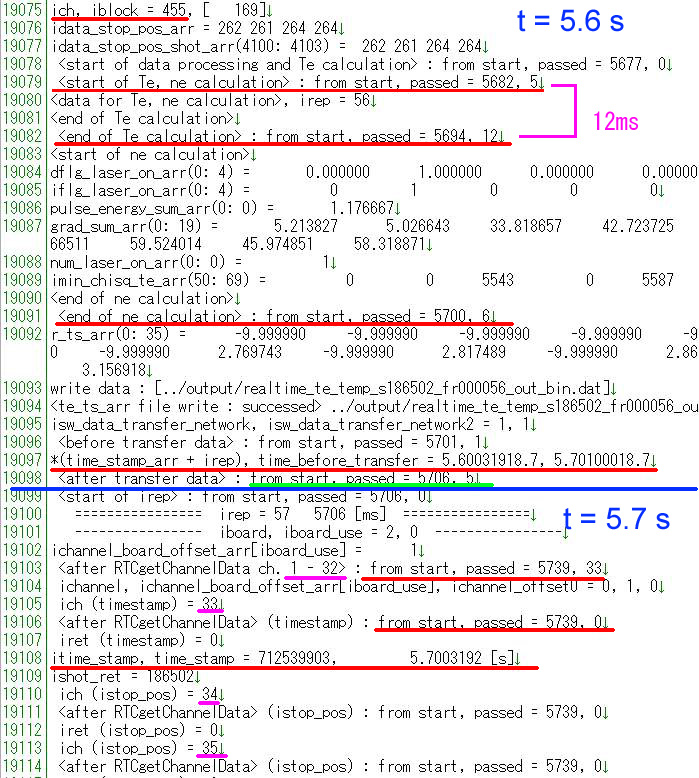 19075 ich, iblock = 455, [   169]↓
t = 5.6 s
19076 idata_stop_pos_arr = 262 261 264 264↓
19077 idata_stop_pos_shot_arr(4100: 4103) =  262 261 264 264↓
19078  <start of data processing and Te calculation> : from start, passed = 5677, 0↓
19079  <start of Te, ne calculation> : from start, passed = 5682, 5↓
19080 <data for Te, ne calculation>, irep = 56↓
19081 <end of Te calculation>↓
12ms
19082  <end of Te calculation> : from start, passed = 5694, 12↓
19083 <start of ne calculation>↓
19084 dflg_laser_on_arr(0: 4) =        0.000000     1.000000     0.000000     0.00000
19085 iflg_laser_on_arr(0: 4) =        0        1        0        0        0↓
19086 pulse_energy_sum_arr(0: 0) =        1.176667↓
19087 grad_sum_arr(0: 19) =        5.213827     5.026643     33.818657     42.723725
66511     59.524014     45.974851     58.318871↓
19088 num_laser_on_arr(0: 0) =        1↓
19089 imin_chisq_te_arr(50: 69) =        0        0     5543        0     5587
19090 <end of ne calculation>↓
19091  <end of ne calculation> : from start, passed = 5700, 6↓
19092 r_ts_arr(0: 35) =     -9.999990     -9.999990     -9.999990     -9.999990     -9
0     -9.999990     2.769743     -9.999990     2.817489     -9.999990     2.86
3.156918↓
19093 write data : [../output/realtime_te_temp_s186502_fr000056_out_bin.dat]↓
19094 <te_ts_arr file write : successed> ../output/realtime_te_temp_s186502_fr000056_ou
19095 isw_data_transfer_network, isw_data_transfer_network2 = 1, 1↓
19096  <before transfer data> : from start, passed = 5701, 1↓
19097 *(time_stamp_arr + irep), time_before_transfer = 5.60031918.7, 5.70100018.7↓
19098  <after transfer data> : from start, passed = 5706, 5↓
19099 <start of irep> : from start, passed = 5706, 0↓
19100   ================  irep = 57   5706 [ms]  ================↓
t = 5.7 s
19101   ----------------  iboard, iboard_use = 2, 0  ----------------↓
19102 ichannel_board_offset_arr[iboard_use] =        1↓
19103  <after RTCgetChannelData ch. 1 - 32> : from start, passed = 5739, 33↓
19104  ichannel, ichannel_board_offset_arr[iboard_use], ichannel_offset0 = 0, 1, 0↓
19105  ich (timestamp) = 33↓
19106  <after RTCgetChannelData> (timestamp) : from start, passed = 5739, 0↓
19107  iret (timestamp) = 0↓
19108 itime_stamp, time_stamp = 712539903,        5.7003192 [s]↓
19109 ishot_ret = 186502↓
19110  ich (istop_pos) = 34↓
19111  <after RTCgetChannelData> (istop_pos) : from start, passed = 5739, 0↓
19112  iret (istop_pos) = 0↓
19113  ich (istop_pos) = 35↓
19114  <after RTCgetChannelData> (istop_pos) : from start, passed = 5739, 0↓